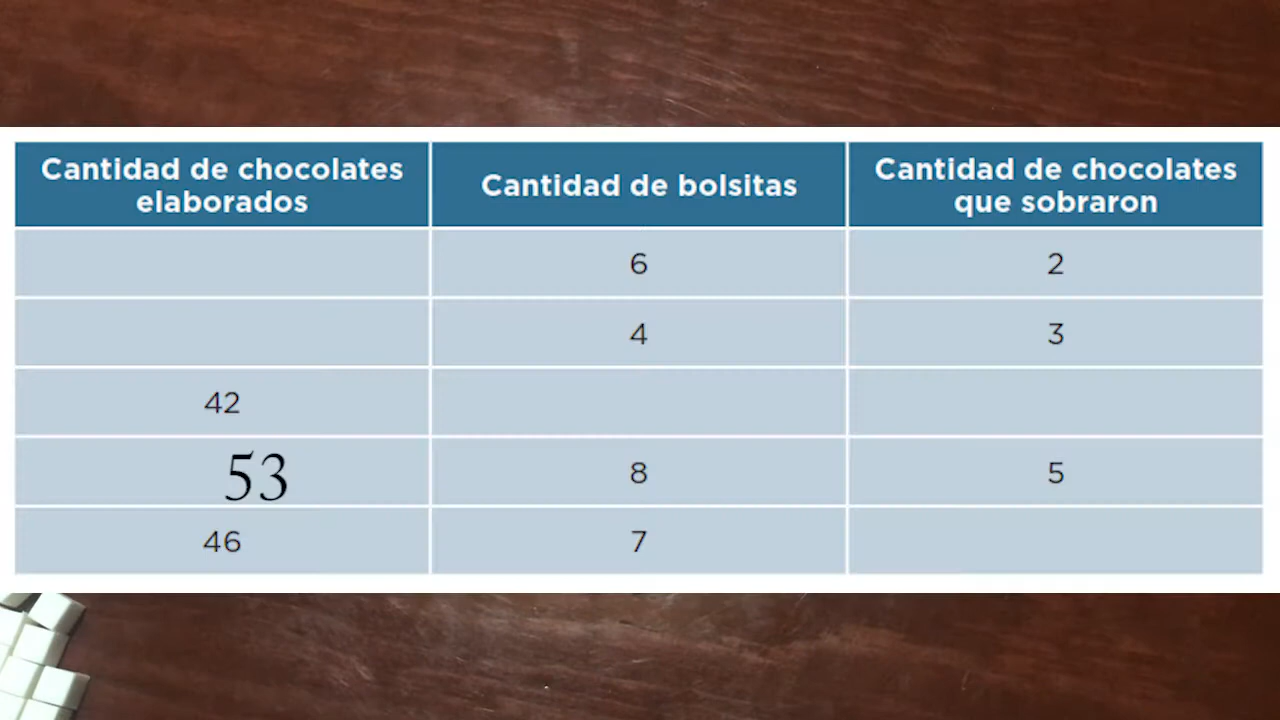 Cantidad de chocolates
elaborados
Cantidad de bolsitas
Cantidad de chocolates
que sobraron
6
2
4
3
42
53
8
5
46
7